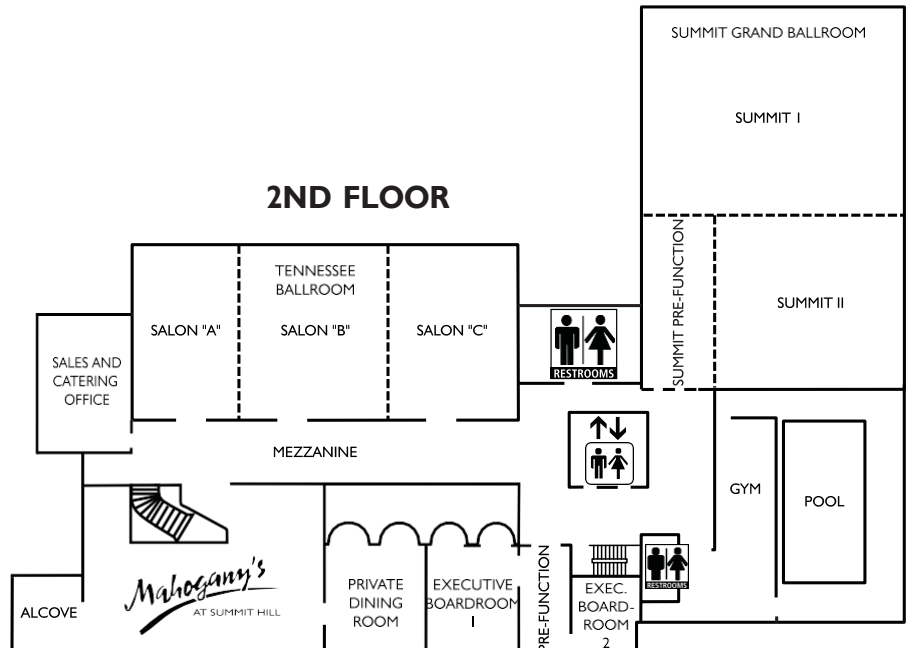 SUMMIT GRAND BALLROOM
SUMMIT I
2ND FLOOR
SUMMIT PRE-FUNCTION
SUMMIT II
TENNESSEE
BALLROOM
SALON "A"
SALON "B"
SALON "C"
RESTROOMS
SALES AND
CATERING
OFFICE
MEZZANINE
GYM
POOL
RESTROOMS
Mahogany's
AT SUMMIT HILL
ALCOVE
PRIVATE
DINING
ROOM
EXECUTIVE
BOARDROOM
1
PRE-FUNCTION
EXEC.
BOARD-
ROOM
2